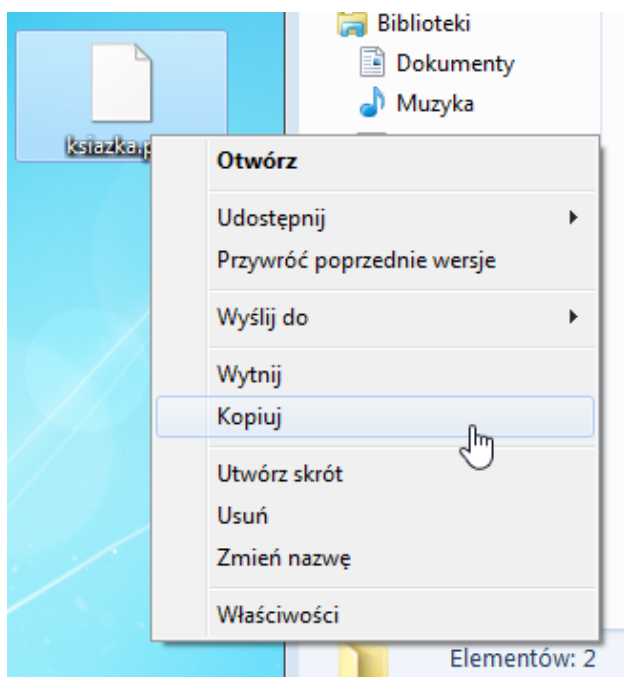 Biblioteki
Dokumenty
Muzyka
ksiazka.p
Otwórz
Udostępnij
Przywróć poprzednie wersje
Wyślij do
Wytnij
Kopiuj
Utwórz skrót
Usuń
Zmień nazwę
Właściwości
Elementów: 2